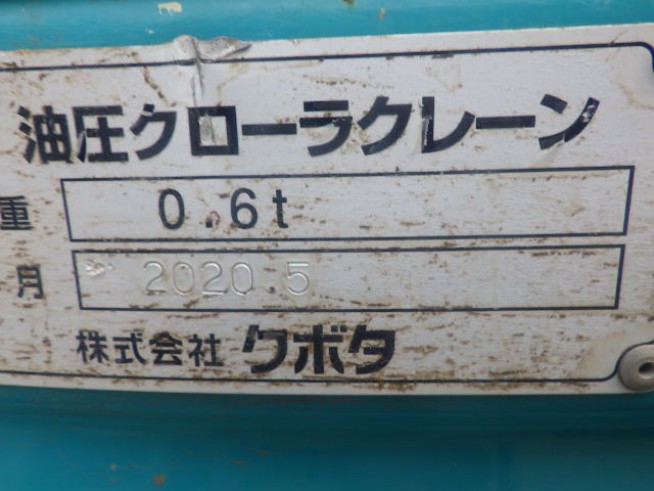 油圧クローラクレーン
重 0.6t
月 2020.5
株式会社 クボタ